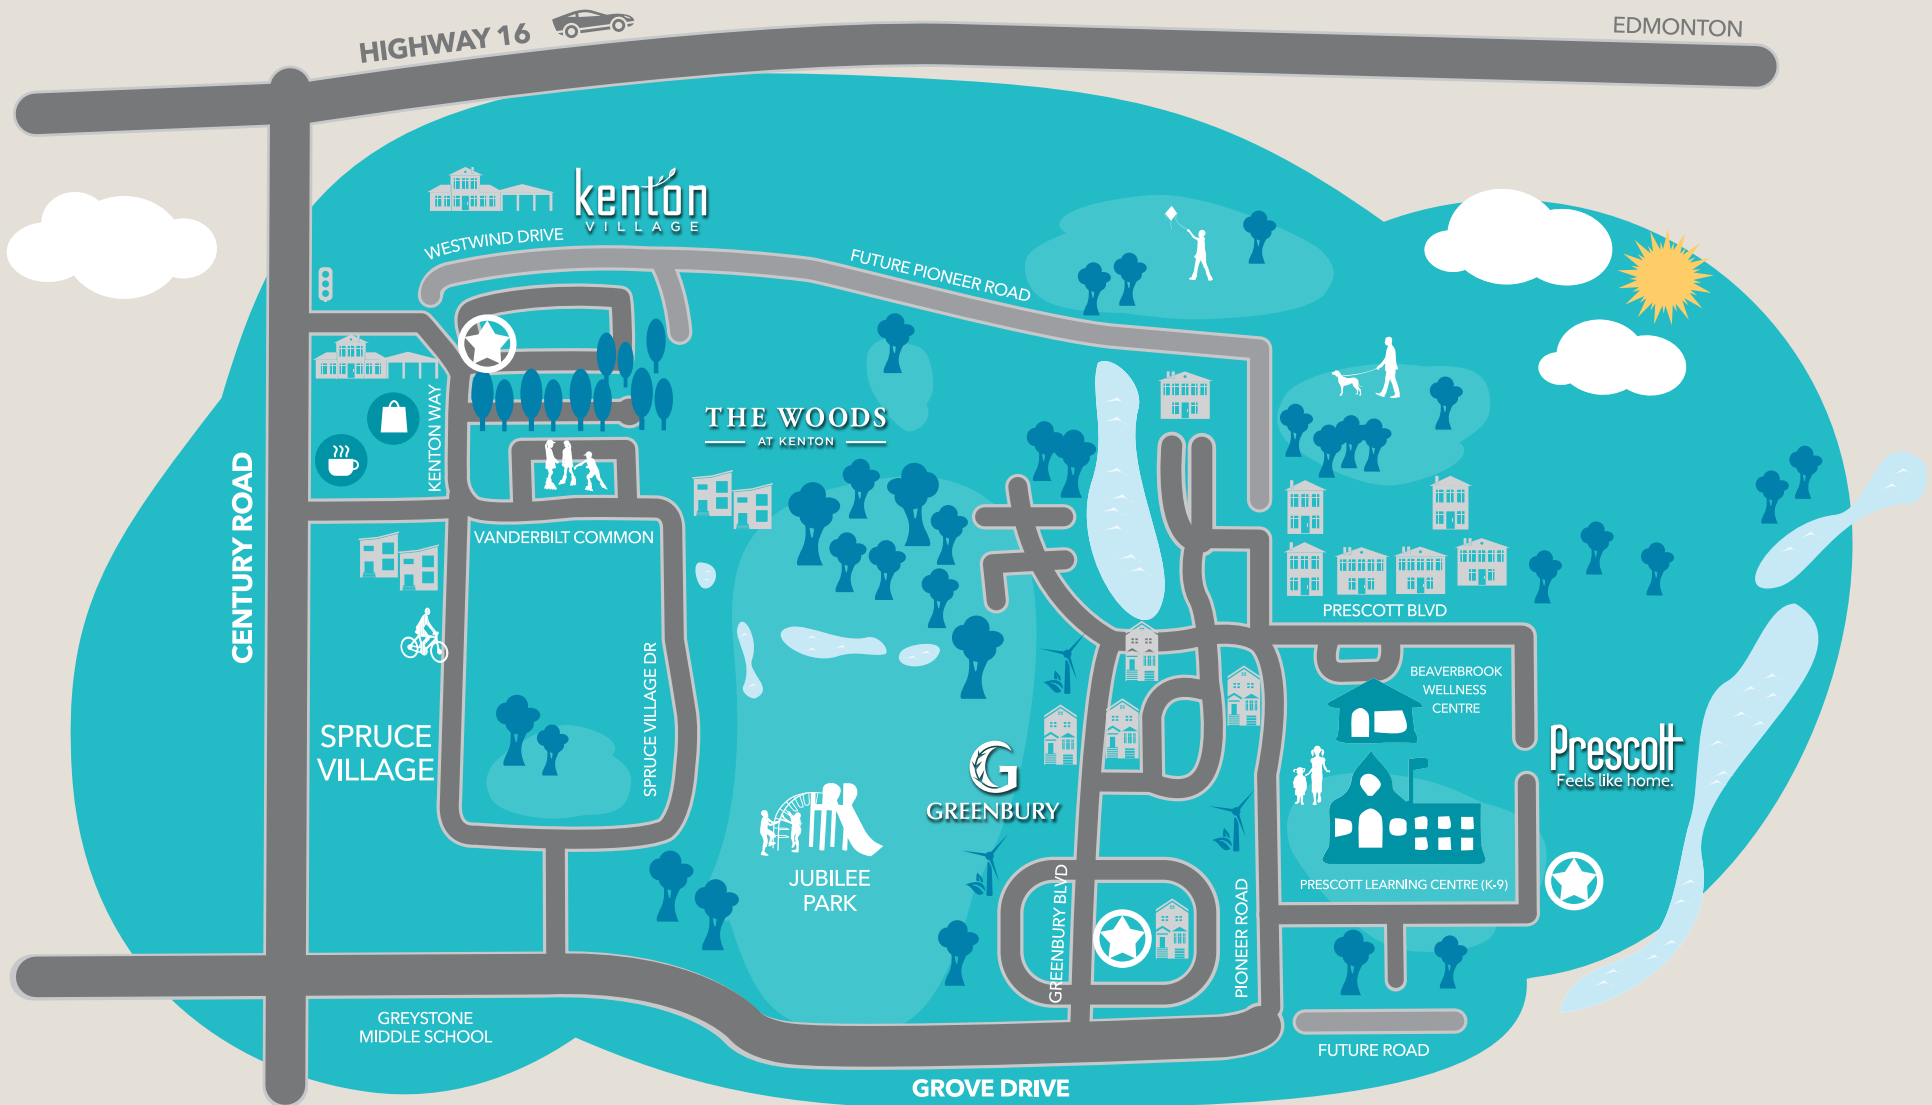 HIGHWAY 16
EDMONTON
kenton
VILLAGE
WESTWIND DRIVE
FUTURE PIONEER ROAD
KENTON WAY
THE WOODS
AT KENTON
CENTURY ROAD
VANDERBILT COMMON
PRESCOTT BLVD
SPRUCE VILLAGE DR
BEAVERBROOK
WELLNESS
CENTRE
SPRUCE
VILLAGE
Prescott
Feels like home.
G
GREENBURY
JUBILEE
PARK
PRESCOTT LEARNING CENTRE (K-9)
GREENBURY BLVD
PIONEER ROAD
GREYSTONE
MIDDLE SCHOOL
FUTURE ROAD
GROVE DRIVE